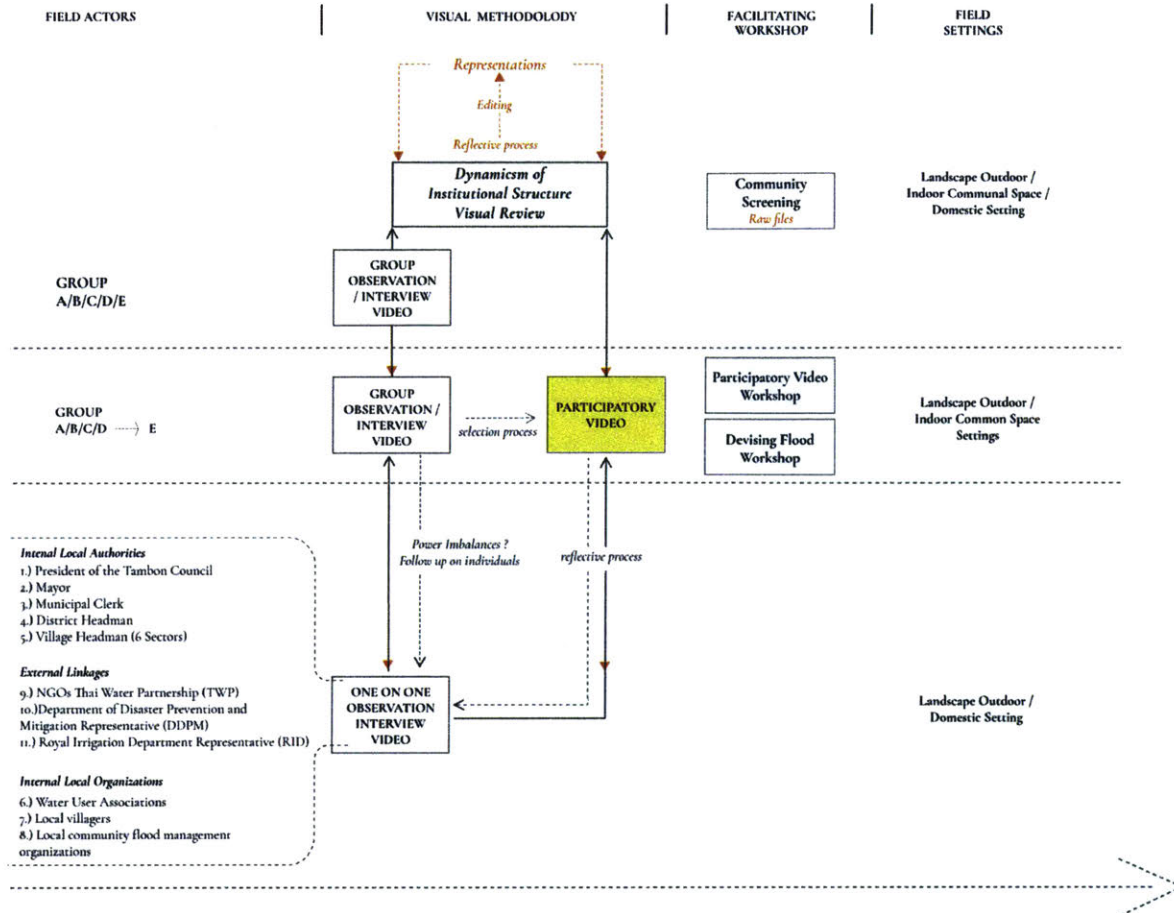 FIELD ACTORS
VISUAL METHODOLODY
FACILITATING
WORKSHOP
FIELD
SETTINGS
Representations
Editing
Reflective process
Dynamicsm of
Institutional Structure
Visual Review
Community
Screening
Raw files
Landscape Outdoor /
Indoor Communal Space /
Domestic Setting
GROUP
A/B/C/D/E
GROUP
OBSERVATION
/ INTERVIEW
VIDEO
GROUP
A/B/C/D E
GROUP
OBSERVATION /
INTERVIEW
VIDEO
selection process
PARTICIPATORY
VIDEO
Participatory Video
Workshop
Devising Flood
Workshop
Landscape Outdoor /
Indoor Common Space
Settings
Power Imbalances ?
Follow up on individuals
reflective process
Intenal Local Authorities
1.) President of the Tambon Council
2.) Mayor
3.) Municipal Clerk
4.) District Headman
5.) Village Headman (6 Sectors)
External Linkages
9.) NGOs Thai Water Partnership (TWP)
10.)Department of Disaster Prevention and
Mitigation Representative (DDPM)
11.) Royal Irrigation Department Representative (RID)
Internal Local Organizations
6.) Water User Associations
7.) Local villagers
8.) Local community flood management
organizations
ONE ON ONE
OBSERVATION
INTERVIEW
VIDEO
Landscape Outdoor /
Domestic Setting